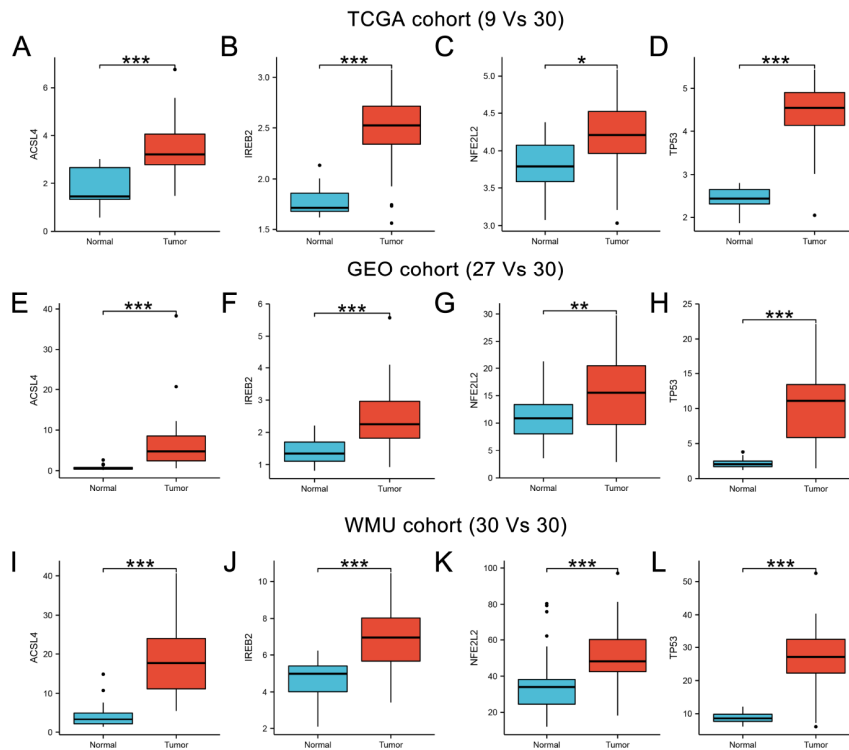 TCGA cohort (9 Vs 30)
A
***
ACSL4
6
4
2
0
Normal Tumor
B
***
IREB2
3.0
2.5
2.0
1.5
Normal Tumor
C
*
NFE2L2
5.0
4.5
4.0
3.5
3.0
Normal Tumor
D
***
TP53
5
4
3
2
Normal Tumor
GEO cohort (27 Vs 30)
E
***
ACSL4
40
30
20
10
0
Normal Tumor
F
***
IREB2
6
5
4
3
2
1
Normal Tumor
G
**
NFE2L2
30
25
20
15
10
5
0
Normal Tumor
H
***
TP53
25
20
15
10
5
0
Normal Tumor
WMU cohort (30 Vs 30)
I
***
ACSL4
40
30
20
10
0
Normal Tumor
J
***
IREB2
10
8
6
4
2
Normal Tumor
K
***
NFE2L2
100
80
60
40
20
Normal Tumor
L
***
TP53
50
40
30
20
10
Normal Tumor